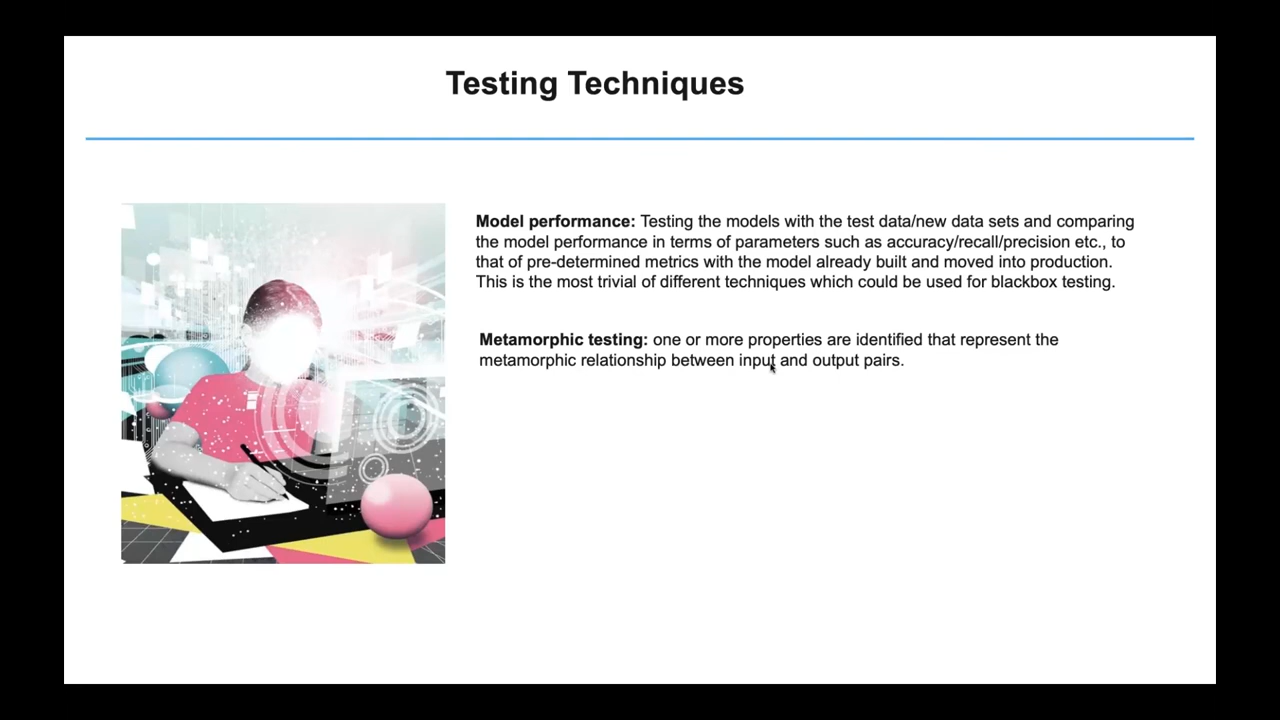 Testing Techniques
Model performance: Testing the models with the test data/new data sets and comparing
the model performance in terms of parameters such as accuracy/recall/precision etc., to
that of pre-determined metrics with the model already built and moved into production.
This is the most trivial of different techniques which could be used for blackbox testing.
Metamorphic testing: one or more properties are identified that represent the
metamorphic relationship between input and output pairs.